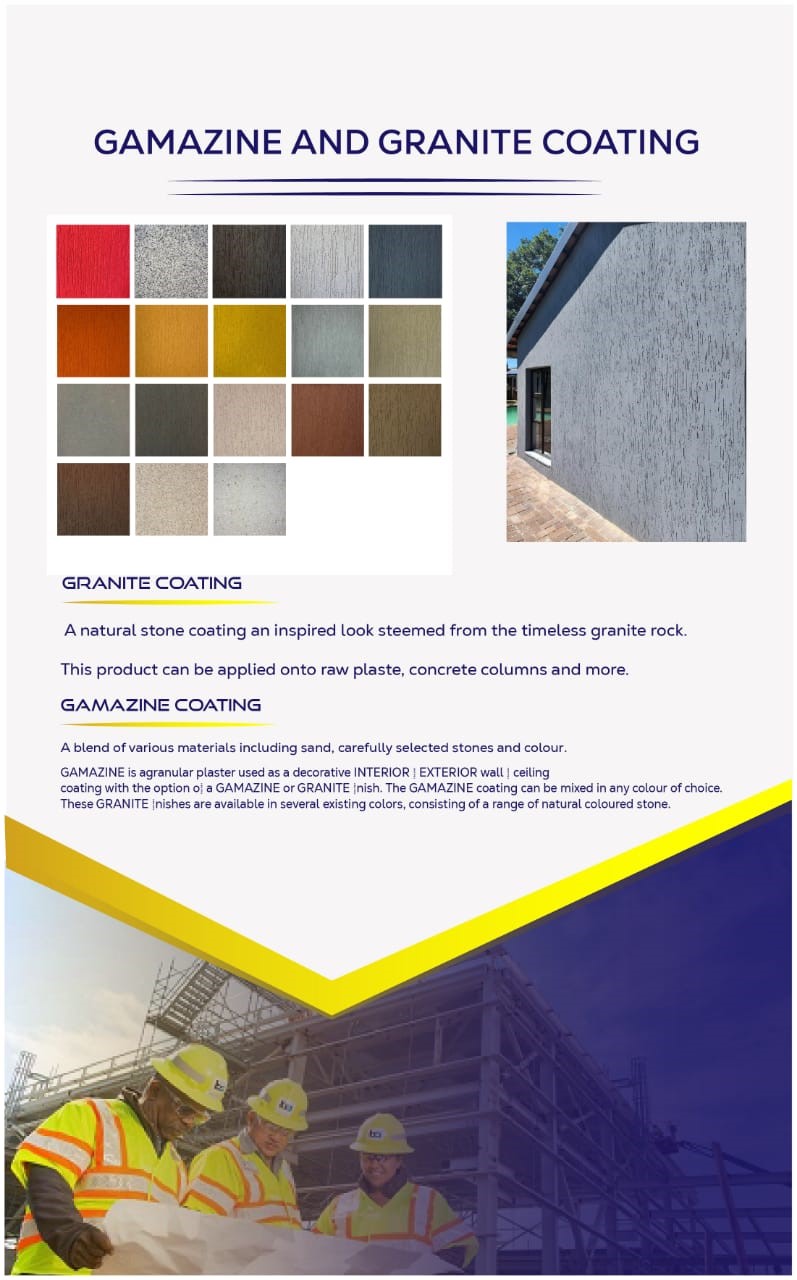 GAMAZINE AND GRANITE COATING
GRANITE COATING
A natural stone coating an inspired look steemed from the timeless granite rock.
This product can be applied onto raw plaste, concrete columns and more.
GAMAZINE COATING
A blend of various materials including sand, carefully selected stones and colour.
GAMAZINE is agranular plaster used as a decorative INTERIOR ¦ EXTERIOR wall ¦ ceiling
coating with the option o¦ a GAMAZINE or GRANITE ¦nish. The GAMAZINE coating can be mixed in any colour of choice.
These GRANITE ¦nishes are available in several existing colors, consisting of a range of natural coloured stone.